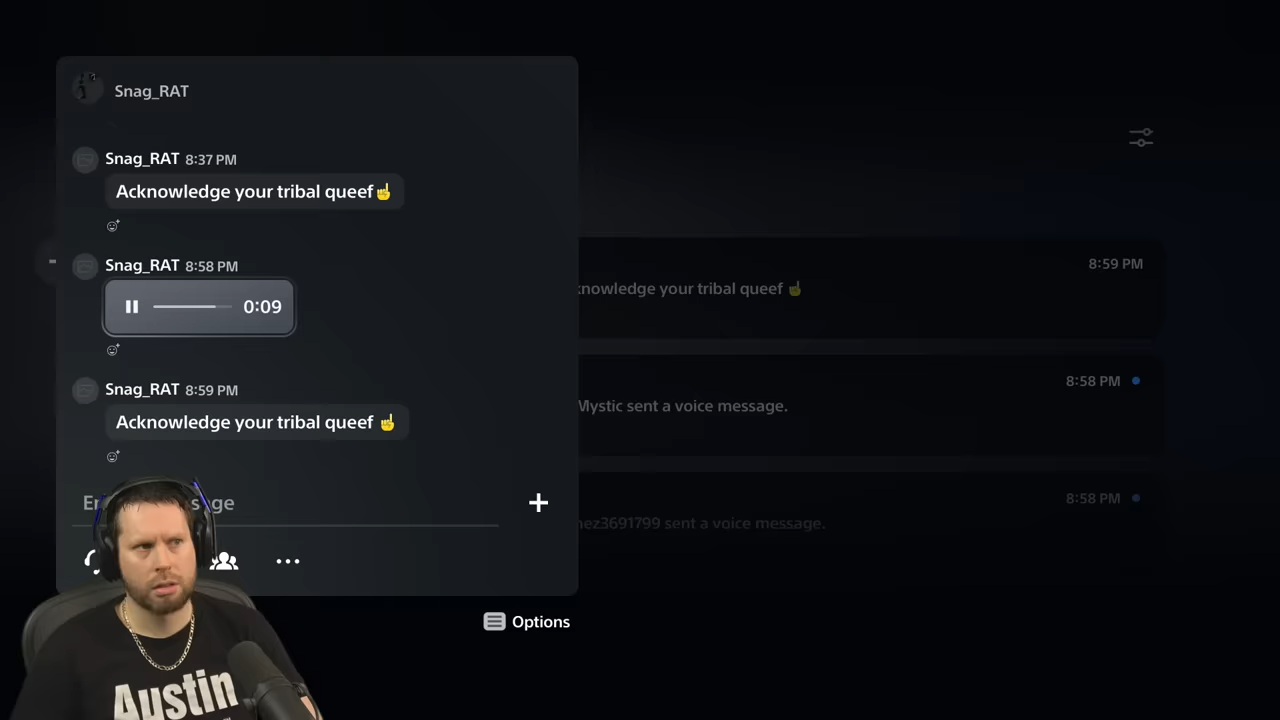 Snag_RAT
Snag_RAT 8:37 PM
Acknowledge your tribal queef☝
Snag_RAT 8:58 PM
0:09
Snag_RAT 8:59 PM
Acknowledge your tribal queef ☝
Options
8:59 PM
knowledge your tribal queef ☝
8:58 PM
Mystic sent a voice message.
8:58 PM
nez3691799 sent a voice message.
Austin